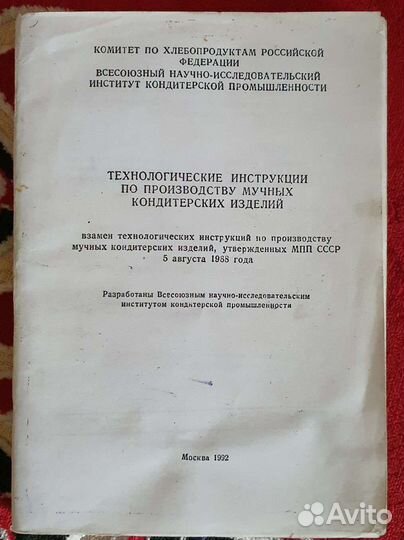 КОМИТЕТ ПО ХЛЕБОПРОДУКТАМ РОССИЙСКОЙ
ФЕДЕРАЦИИ
ВСЕСОЮЗНЫЙ НАУЧНО-ИССЛЕДОВАТЕЛЬСКИЙ
ИНСТИТУТ КОНДИТЕРСКОЙ ПРОМЫШЛЕННОСТИ
ТЕХНОЛОГИЧЕСКИЕ ИНСТРУКЦИИ
ПО ПРОИЗВОДСТВУ МУЧНЫХ
КОНДИТЕРСКИХ ИЗДЕЛИЙ
взамен технологических инструкций по производству
мучных кондитерских изделий, утвержденных МПП СССР
5 августа 1988 года
Разработаны Всесоюзным научно-исследовательским
институтом кондитерской промышленности
Москва 1992
Avito